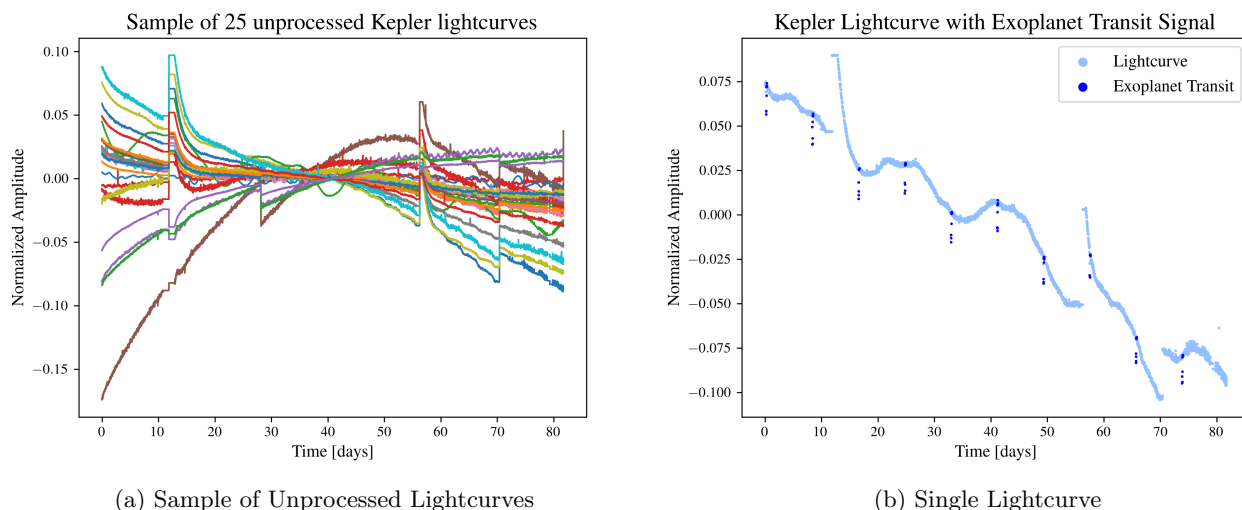 Sample of 25 unprocessed Kepler lightcurves
0.10
0.05
0.00
−0.05
−0.10
−0.15
Normalized Amplitude
0 10 20 30 40 50 60 70 80
Time [days]
(a) Sample of Unprocessed Lightcurves
Kepler Lightcurve with Exoplanet Transit Signal
Lightcurve
Exoplanet Transit
0.075
0.050
0.025
0.000
−0.025
−0.050
−0.075
−0.100
Normalized Amplitude
0 10 20 30 40 50 60 70 80
Time [days]
(b) Single Lightcurve